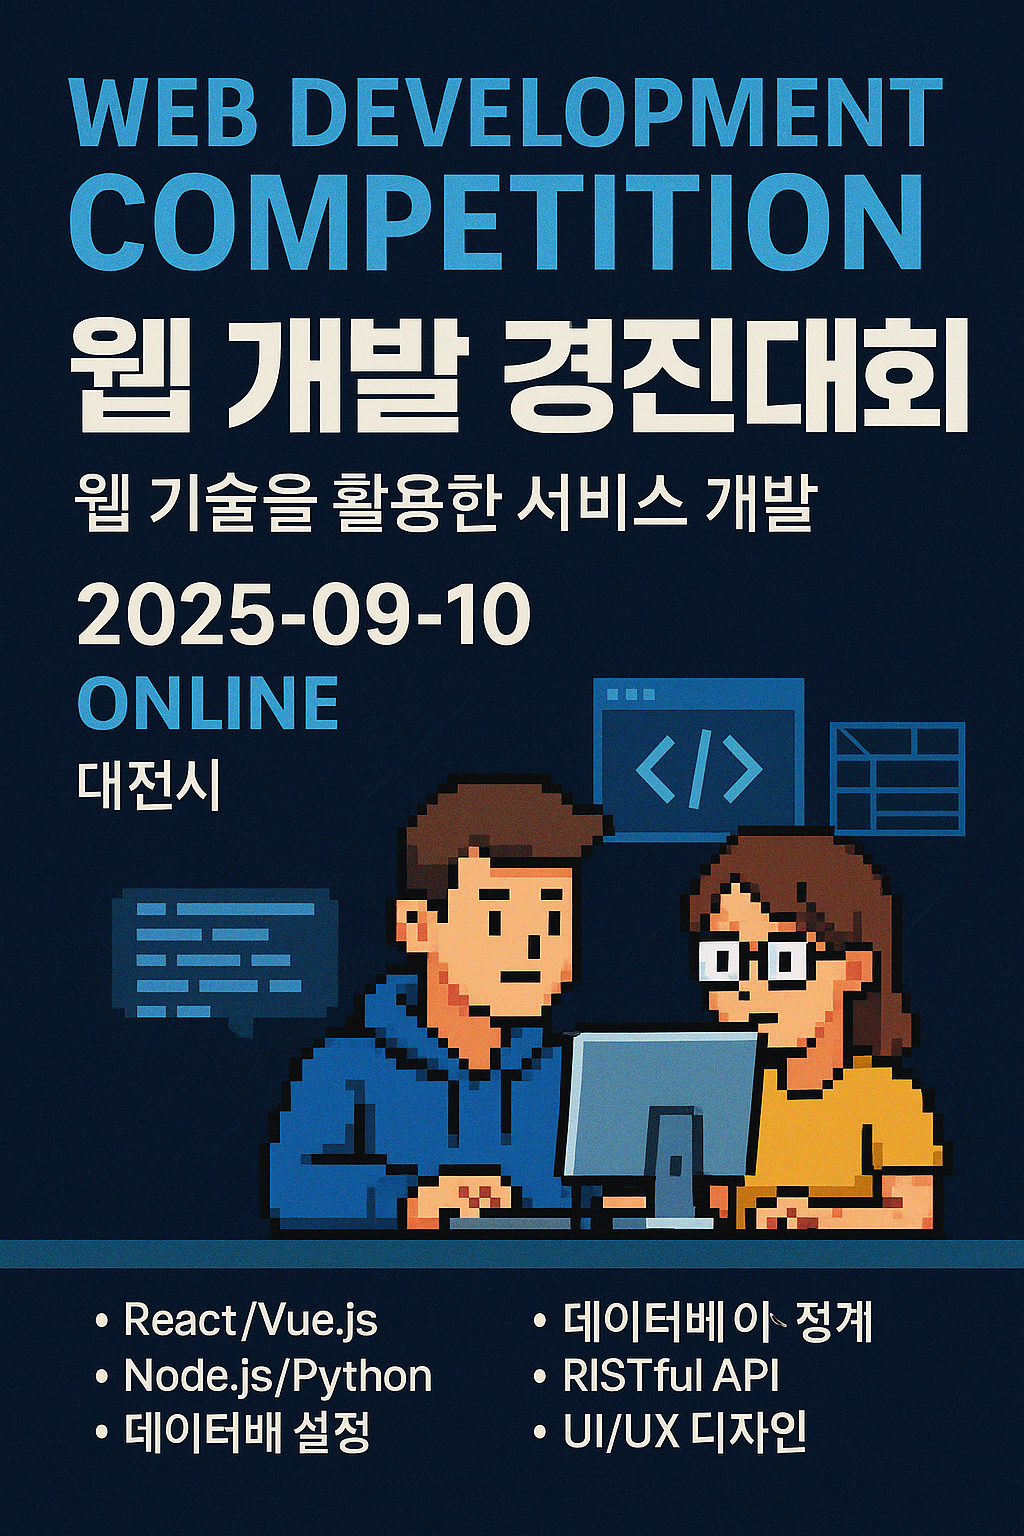 WEB DEVELOPMENT
COMPETITION
웹 개발 경진대회
웹 기술을 활용한 서비스 개발
2025-09-10
ONLINE
대전시
</>
• React/Vue.js
• Node.js/Python
• 데이터배 설정
• 데이터베이 정계
• RISTful API
• UI/UX 디자인